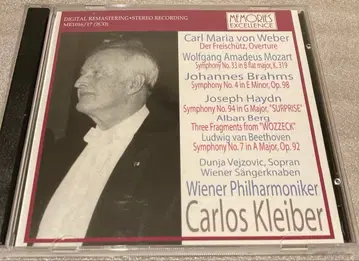 DIGITAL REMASTERING•STEREO RECORDING
MEMORIES
EXCELLENCE
Carl Maria von Weber
Der Freischütz, Overture
Wolfgang Amadeus Mozart
Symphony No. 33 in B flat major, K. 319
Johannes Brahms
Symphony No. 4 in E Minor, Op. 98
Joseph Haydn
Symphony No. 94 in G Major, "SURPRISE"
Alban Berg
Three Fragments from "WOZZECK"
Ludwig van Beethoven
Symphony No. 7 in A Major, Op. 92
Dunja Vejzovic, Sopran
Wiener Sängerknaben
Wiener Philharmoniker
Carlos Kleiber